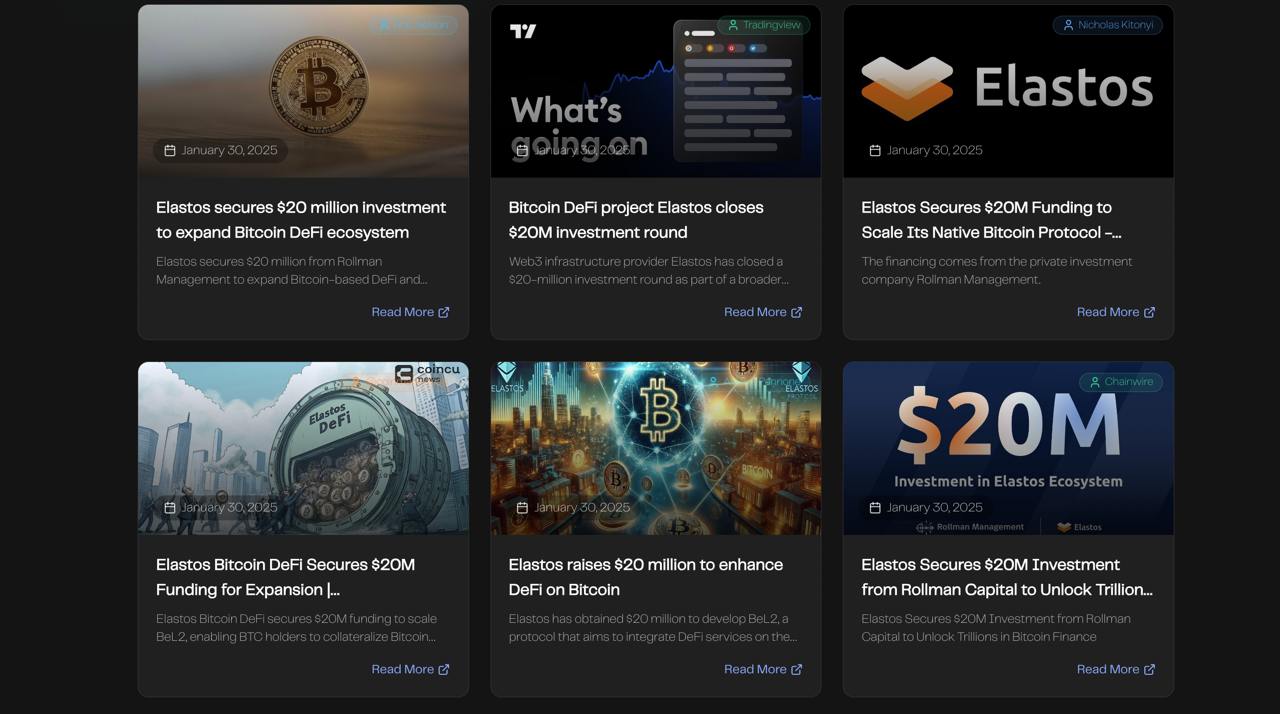 January 30, 2025
Elastos secures $20 million investment
to expand Bitcoin DeFi ecosystem
Elastos secures $20 million from Rollman
Management to expand Bitcoin-based DeFi and...
Read More
Tradingview
What's
going on
January 30, 2025
Bitcoin DeFi project Elastos closes
$20M investment round
Web3 infrastructure provider Elastos has closed a
$20-million investment round as part of a broader...
Read More
Nicholas Kitonyi
Elastos
January 30, 2025
Elastos Secures $20M Funding to
Scale Its Native Bitcoin Protocol -...
The financing comes from the private investment
company Rollman Management.
Read More
coincu
news
Elastos
DeFi
January 30, 2025
Elastos Bitcoin DeFi Secures $20M
Funding for Expansion |...
Elastos Bitcoin DeFi secures $20M funding to scale
BeL2, enabling BTC holders to collateralize Bitcoin...
Read More
ELASTOS
ELASTOS
PROTOCOL
BITCOIN
January 30, 2025
Elastos raises $20 million to enhance
DeFi on Bitcoin
Elastos has obtained $20 million to develop BeL2, a
protocol that aims to integrate DeFi services on the...
Read More
Chainwire
$20M
Investment in Elastos Ecosystem
January 30, 2025
Rollman Management
Elastos
Elastos Secures $20M Investment
from Rollman Capital to Unlock Trillion...
Elastos Secures $20M Investment from Rollman
Capital to Unlock Trillions in Bitcoin Finance
Read More